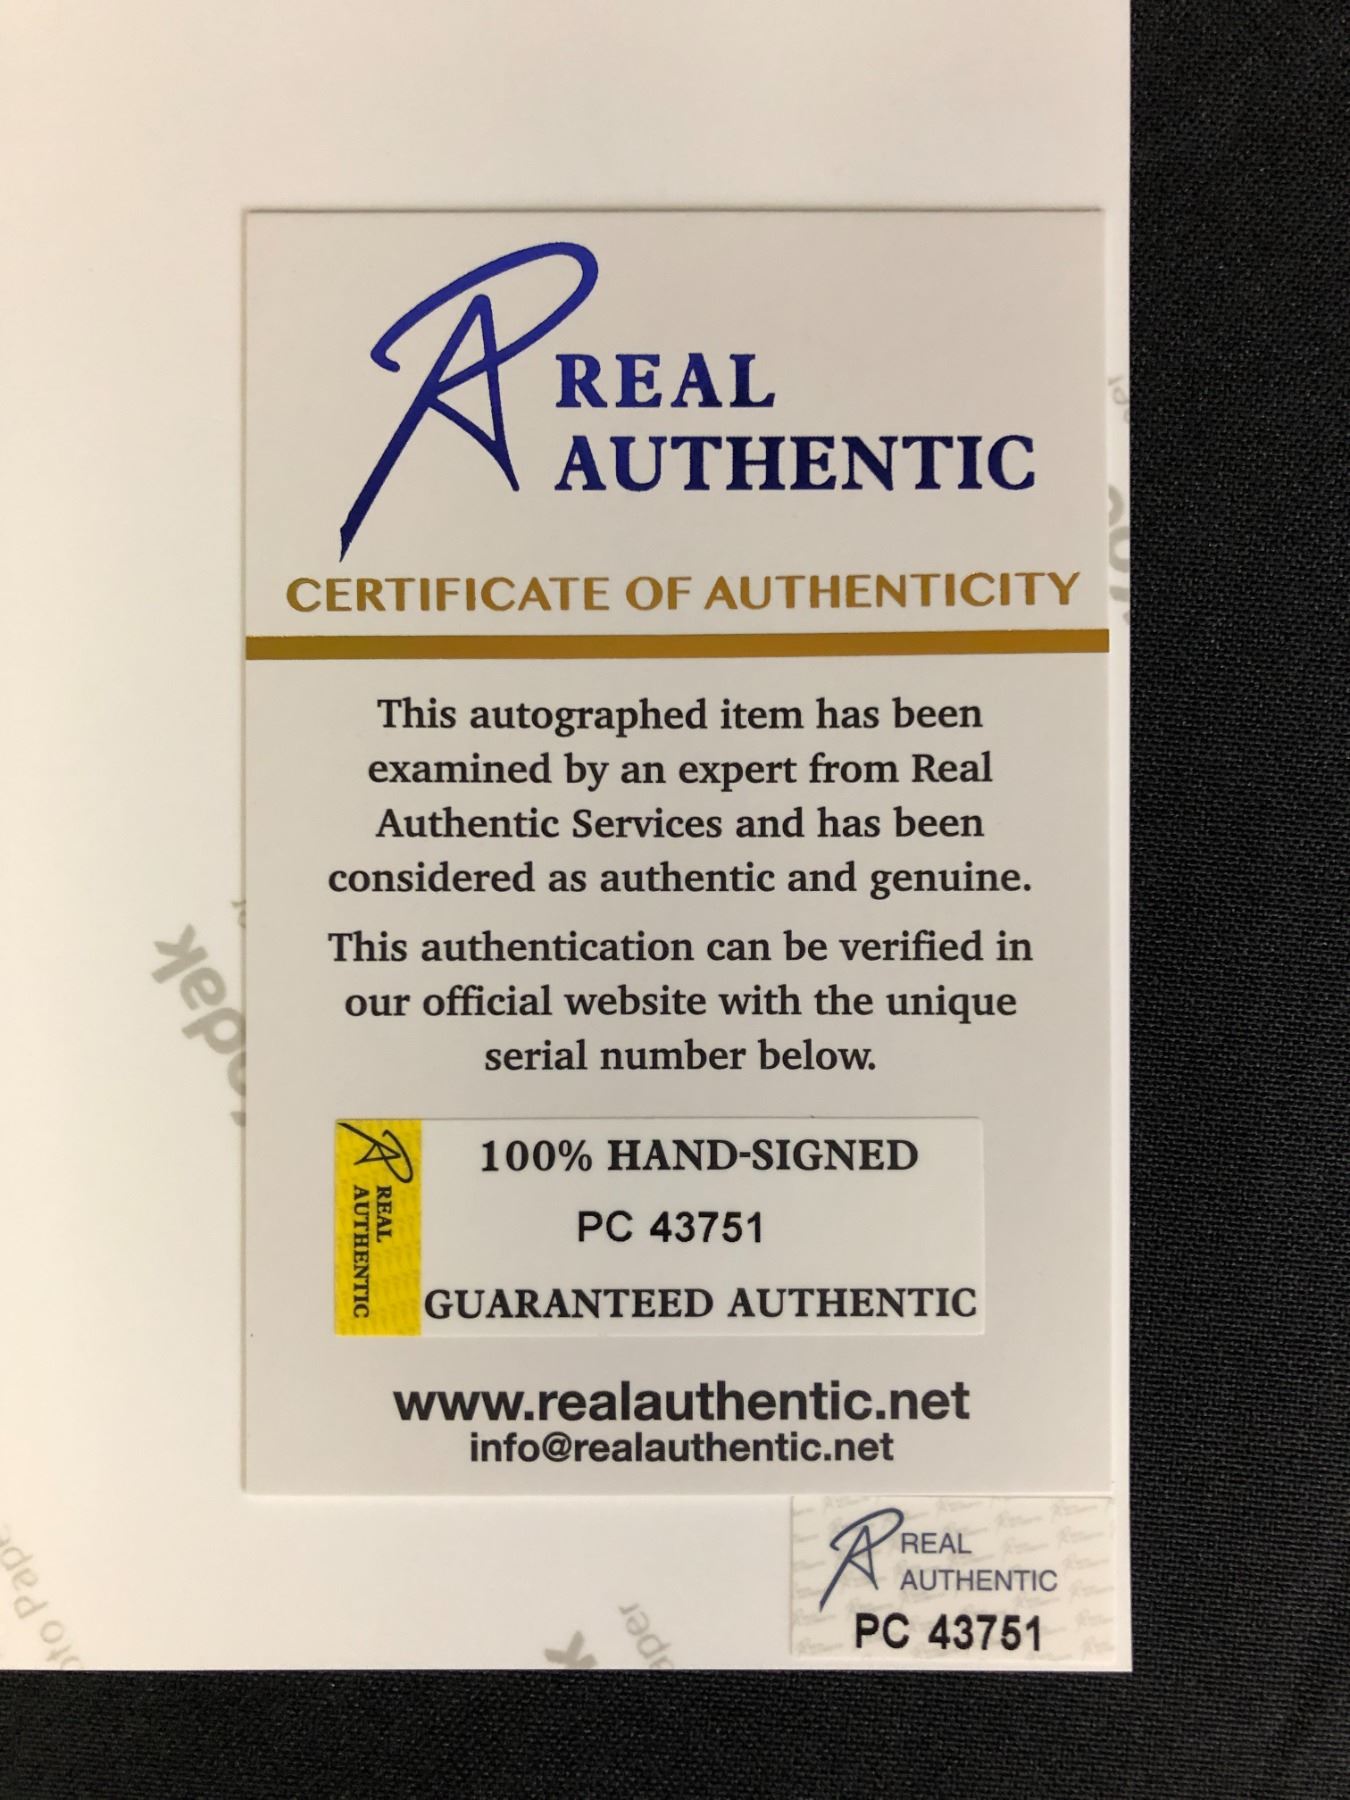 REAL
AUTHENTIC
CERTIFICATE OF AUTHENTICITY
This autographed item has been
examined by an expert from Real
Authentic Services and has been
considered as authentic and genuine.
This authentication can be verified in
our official website with the unique
serial number below.
REAL
AUTHENTIC
100% HAND-SIGNED
PC 43751
GUARANTEED AUTHENTIC
www.realauthentic.net
info@realauthentic.net
REAL
AUTHENTIC
PC 43751